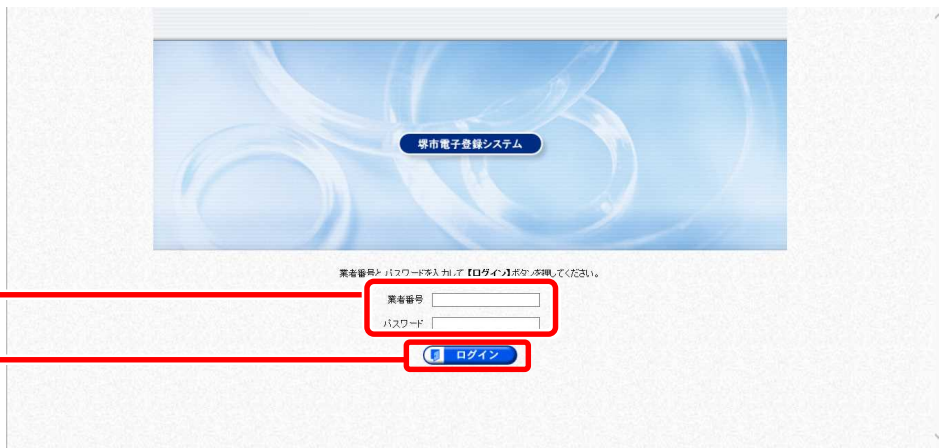 堺市電子登録システム
業者番号とパスワードを入力して【ログイン】ボタンを押してください。
業者番号
パスワード
ログイン